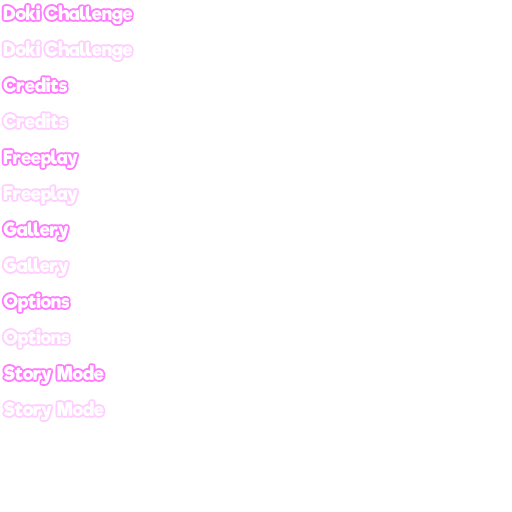 Doki Challenge
Doki Challenge
Credits
Credits
Freeplay
Freeplay
Gallery
Gallery
Options
Options
Story Mode
Story Mode